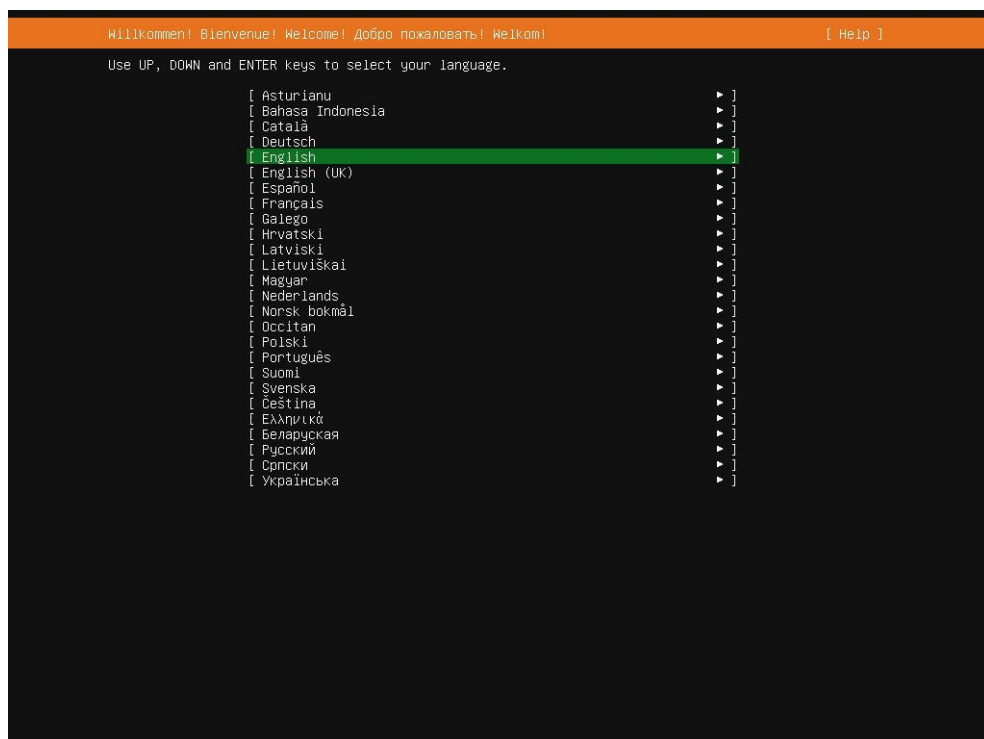 Willkommen! Bienvenue! Welcome! Добро пожаловать! Welkom! [ Help ]
Use UP, DOWN and ENTER keys to select your language.
[ Asturianu ▸ ]
[ Bahasa Indonesia ▸ ]
[ Català ▸ ]
[ Deutsch ▸ ]
[ English ▸ ]
[ English (UK) ▸ ]
[ Español ▸ ]
[ Français ▸ ]
[ Galego ▸ ]
[ Hrvatski ▸ ]
[ Latviski ▸ ]
[ Lietuviškai ▸ ]
[ Magyar ▸ ]
[ Nederlands ▸ ]
[ Norsk bokmål ▸ ]
[ Occitan ▸ ]
[ Polski ▸ ]
[ Português ▸ ]
[ Suomi ▸ ]
[ Svenska ▸ ]
[ Čeština ▸ ]
[ Ελληνικά ▸ ]
[ Беларуская ▸ ]
[ Русский ▸ ]
[ Српски ▸ ]
[ Українська ▸ ]